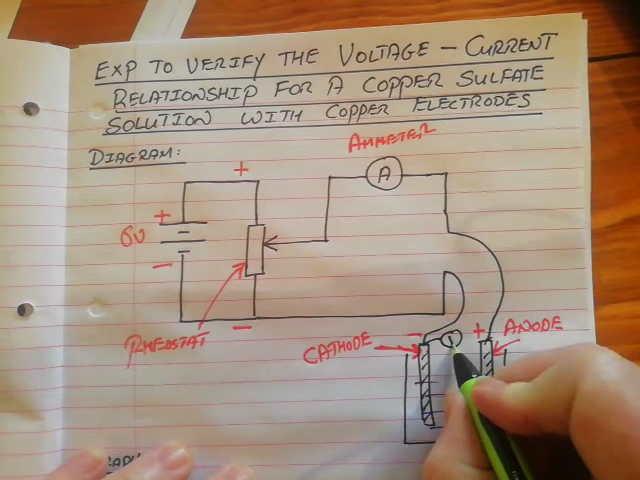 EXP TO VERIFY THE VOLTAGE - CURRENT
RELATIONSHIP FOR A COPPER SULFATE
SOLUTION WITH COPPER ELECTRODES
DIAGRAM:
AMMETER
+
A
+
6V
-
-
RHEOSTAT
CATHODE
-
+
ANODE